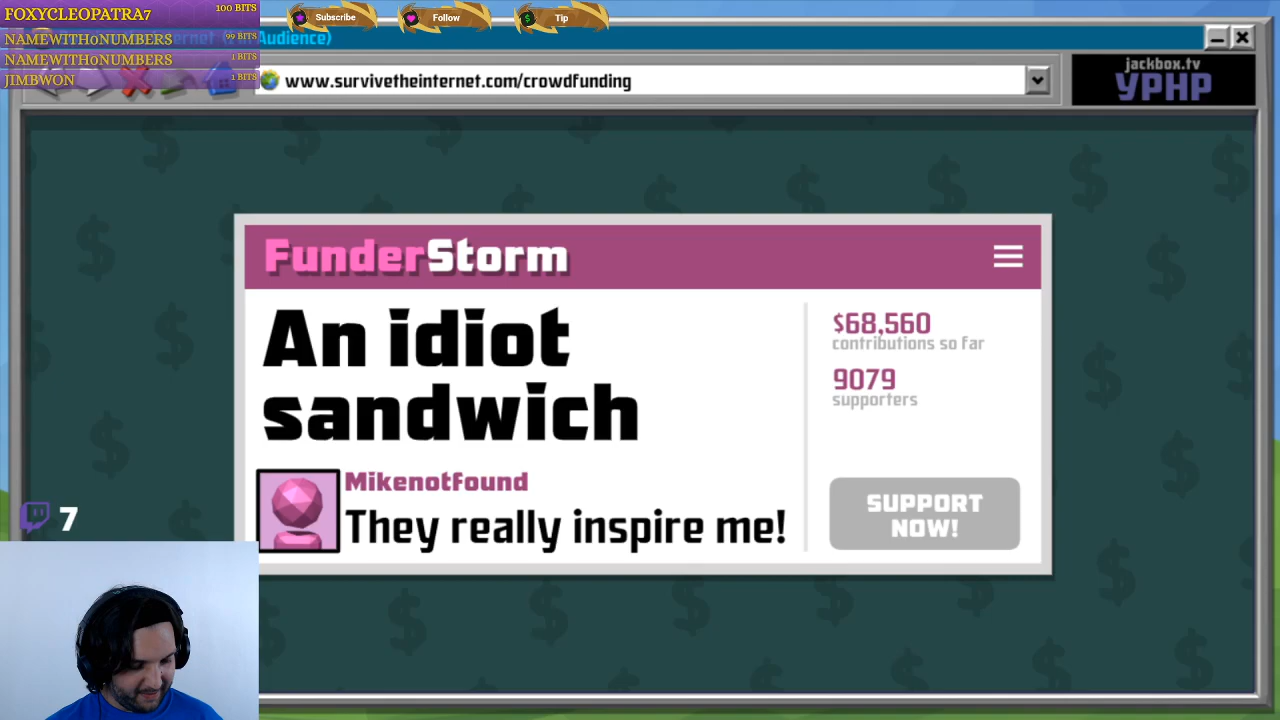 FOXYCLEOPATRA7 100 BITS
NAMEWITH0NUMBERS 99 BITS
NAMEWITH0NUMBERS 1 BITS
JIMBWON 1 BITS
Subscribe
Follow
Tip
Audience)
www.survivetheinternet.com/crowdfunding
jackbox.tv
YPHP
FunderStorm
An idiot
sandwich
$68,560
contributions so far
9079
supporters
Mikenotfound
They really inspire me!
SUPPORT
NOW!
7